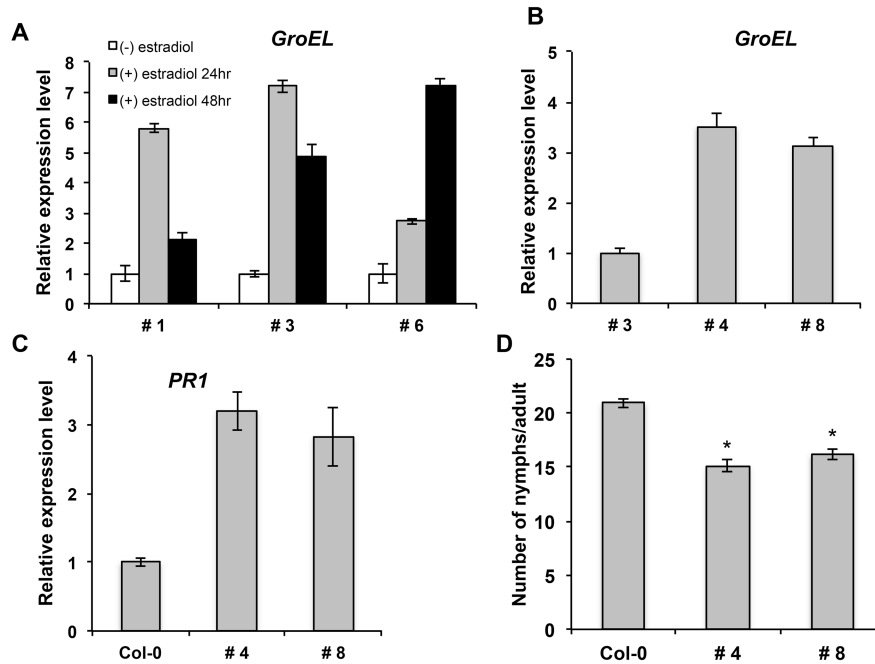 A
GroEL
(-) estradiol
(+) estradiol 24hr
(+) estradiol 48hr
Relative expression level
8
7
6
5
4
3
2
1
0
# 1
# 3
# 6
B
GroEL
Relative expression level
5
4
3
2
1
0
# 3
# 4
# 8
C
PR1
Relative expression level
4
3
2
1
0
Col-0
# 4
# 8
D
Number of nymphs/adult
25
20
15
10
5
0
*
*
Col-0
# 4
# 8